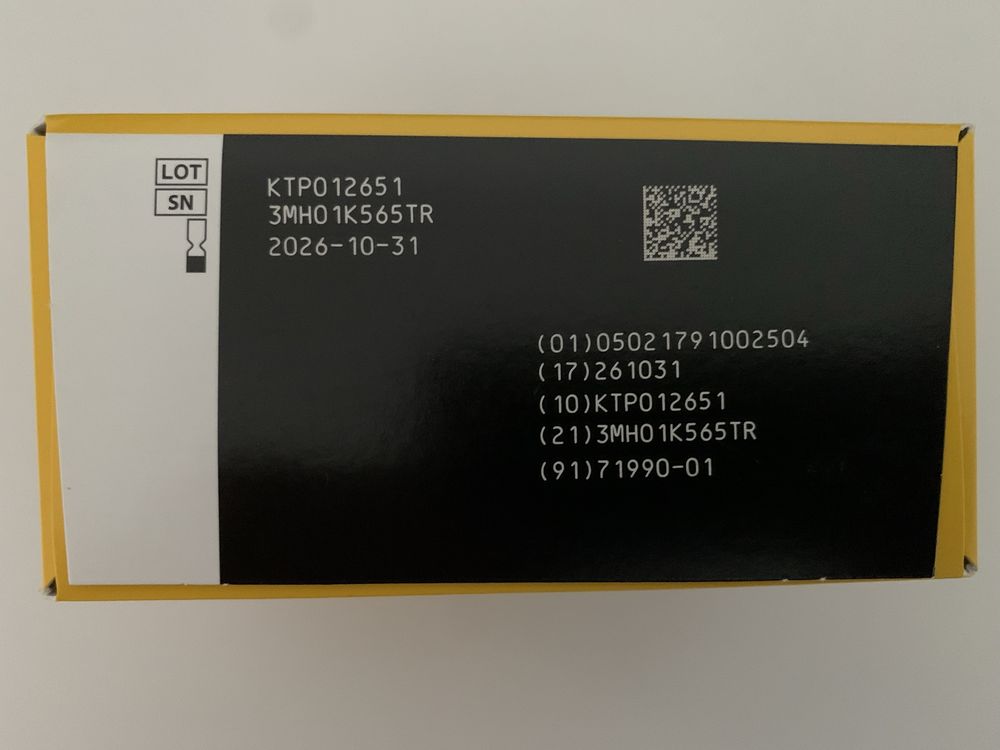 LOT
KTP012651
SN
3MH01K565TR
2026-10-31
(01)05021791002504
(17)261031
(10)KTP012651
(21)3MH01K565TR
(91)71990-01